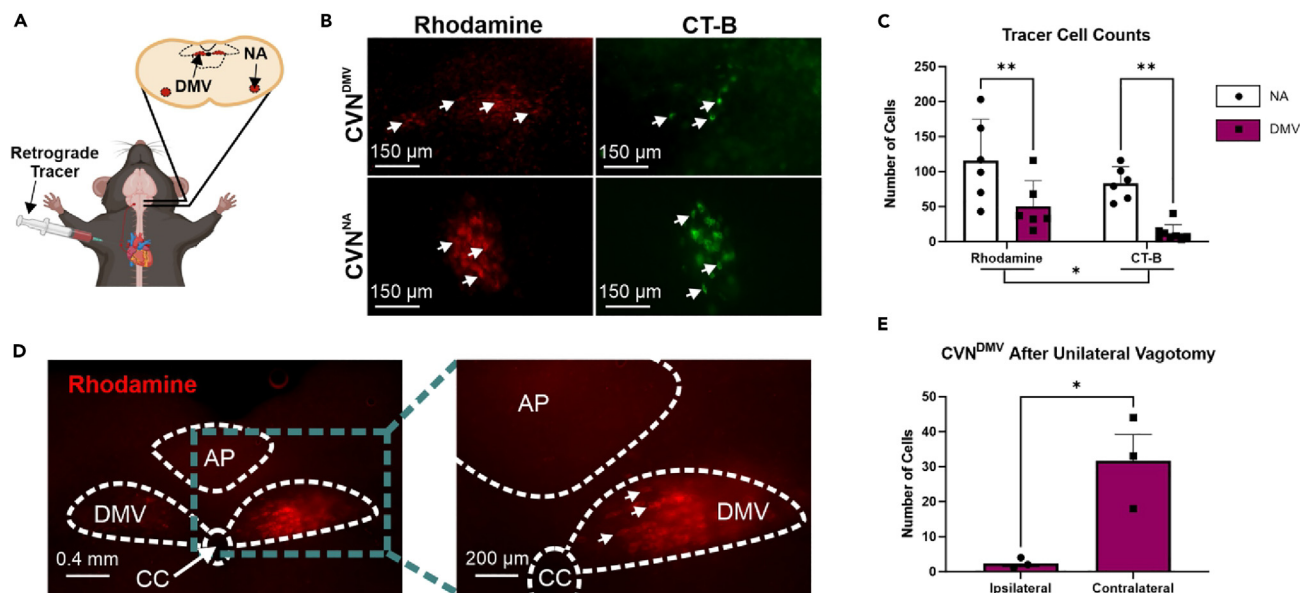 A
NA
DMV
Retrograde
Tracer
B
Rhodamine
CT-B
CVN^DMV
150 µm
150 µm
CVN^NA
150 µm
150 µm
C
Tracer Cell Counts
**
**
Number of Cells
250
200
150
100
50
0
Rhodamine
CT-B
*
NA
DMV
D
Rhodamine
AP
DMV
0.4 mm
CC
AP
DMV
200 µm
CC
E
CVN^DMV After Unilateral Vagotomy
*
Number of Cells
50
40
30
20
10
0
Ipsilateral
Contralateral